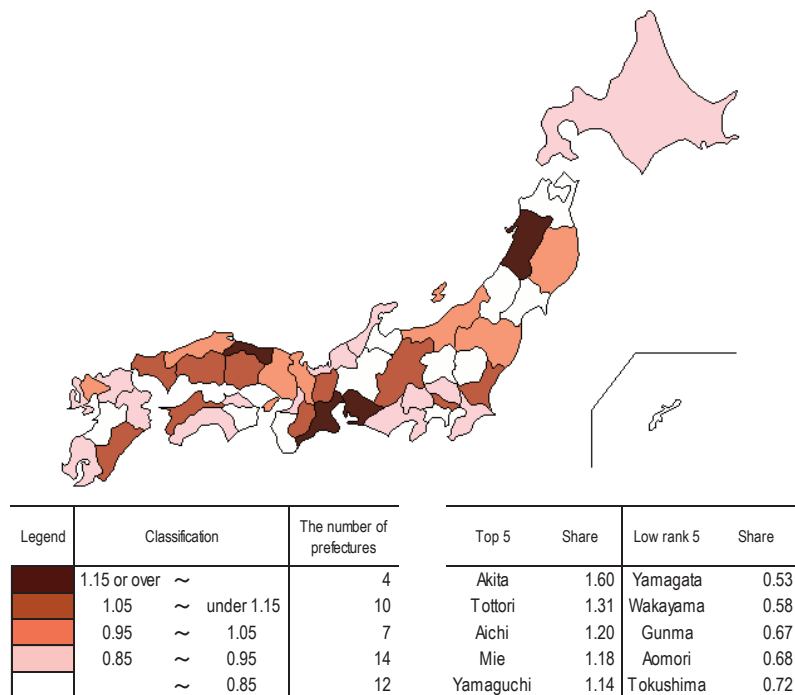 Legend Classification The number of prefectures
1.15 or over ～ 4
1.05 ～ under 1.15 10
0.95 ～ 1.05 7
0.85 ～ 0.95 14
～ 0.85 12
Top 5 Share Low rank 5 Share
Akita 1.60 Yamagata 0.53
Tottori 1.31 Wakayama 0.58
Aichi 1.20 Gunma 0.67
Mie 1.18 Aomori 0.68
Yamaguchi 1.14 Tokushima 0.72